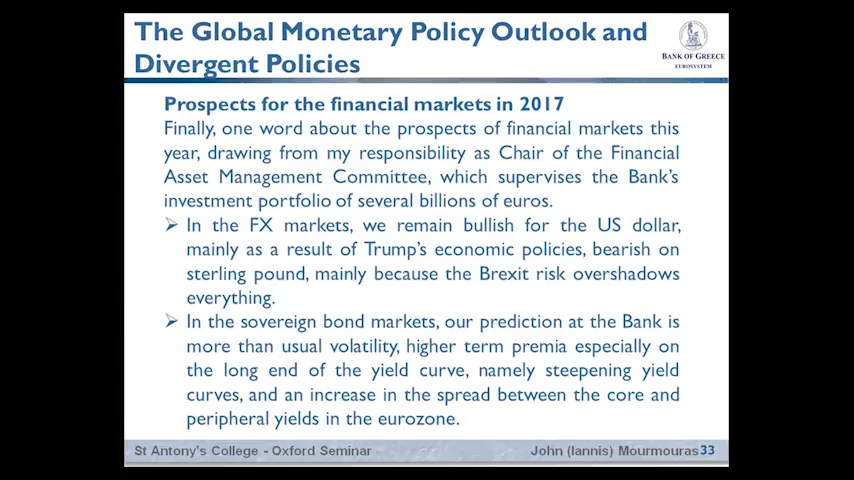 The Global Monetary Policy Outlook and
Divergent Policies
BANK OF GREECE
EUROSYSTEM
Prospects for the financial markets in 2017
Finally, one word about the prospects of financial markets this
year, drawing from my responsibility as Chair of the Financial
Asset Management Committee, which supervises the Bank's
investment portfolio of several billions of euros.
➢ In the FX markets, we remain bullish for the US dollar,
mainly as a result of Trump's economic policies, bearish on
sterling pound, mainly because the Brexit risk overshadows
everything.
➢ In the sovereign bond markets, our prediction at the Bank is
more than usual volatility, higher term premia especially on
the long end of the yield curve, namely steepening yield
curves, and an increase in the spread between the core and
peripheral yields in the eurozone.
St Antony's College - Oxford Seminar
John (Iannis) Mourmouras 33